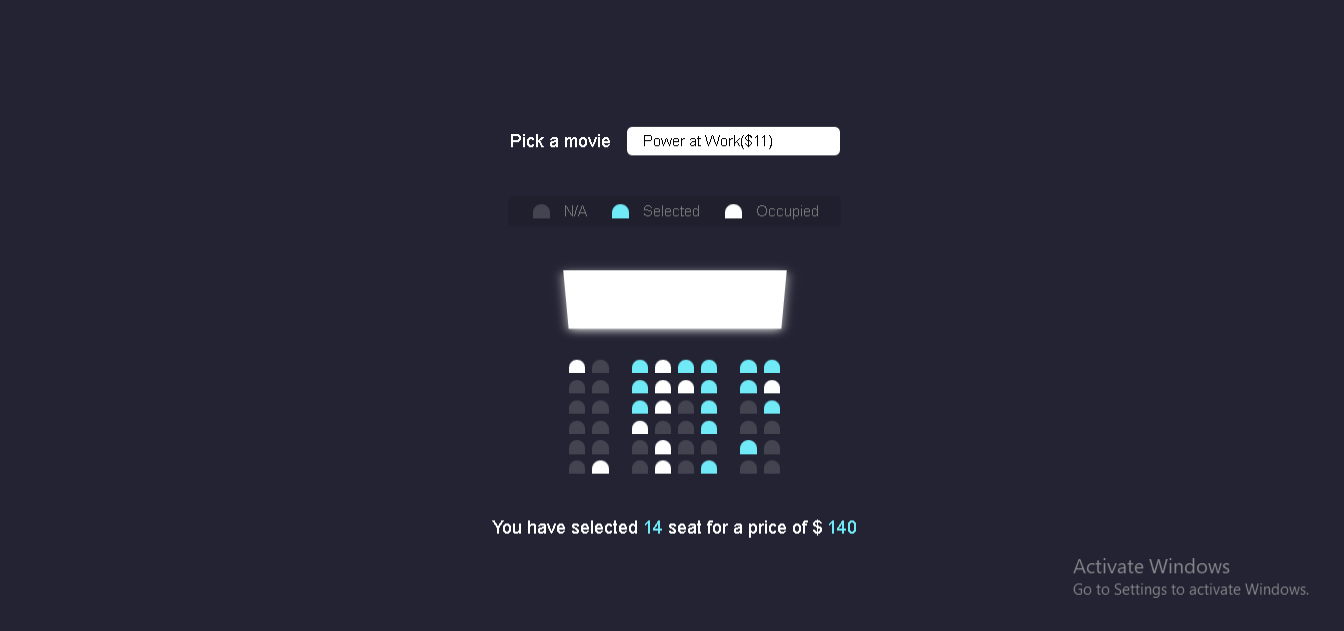 Pick a movie Power at Work($11)
N/A Selected Occupied
You have selected 14 seat for a price of $ 140
Activate Windows
Go to Settings to activate Windows.